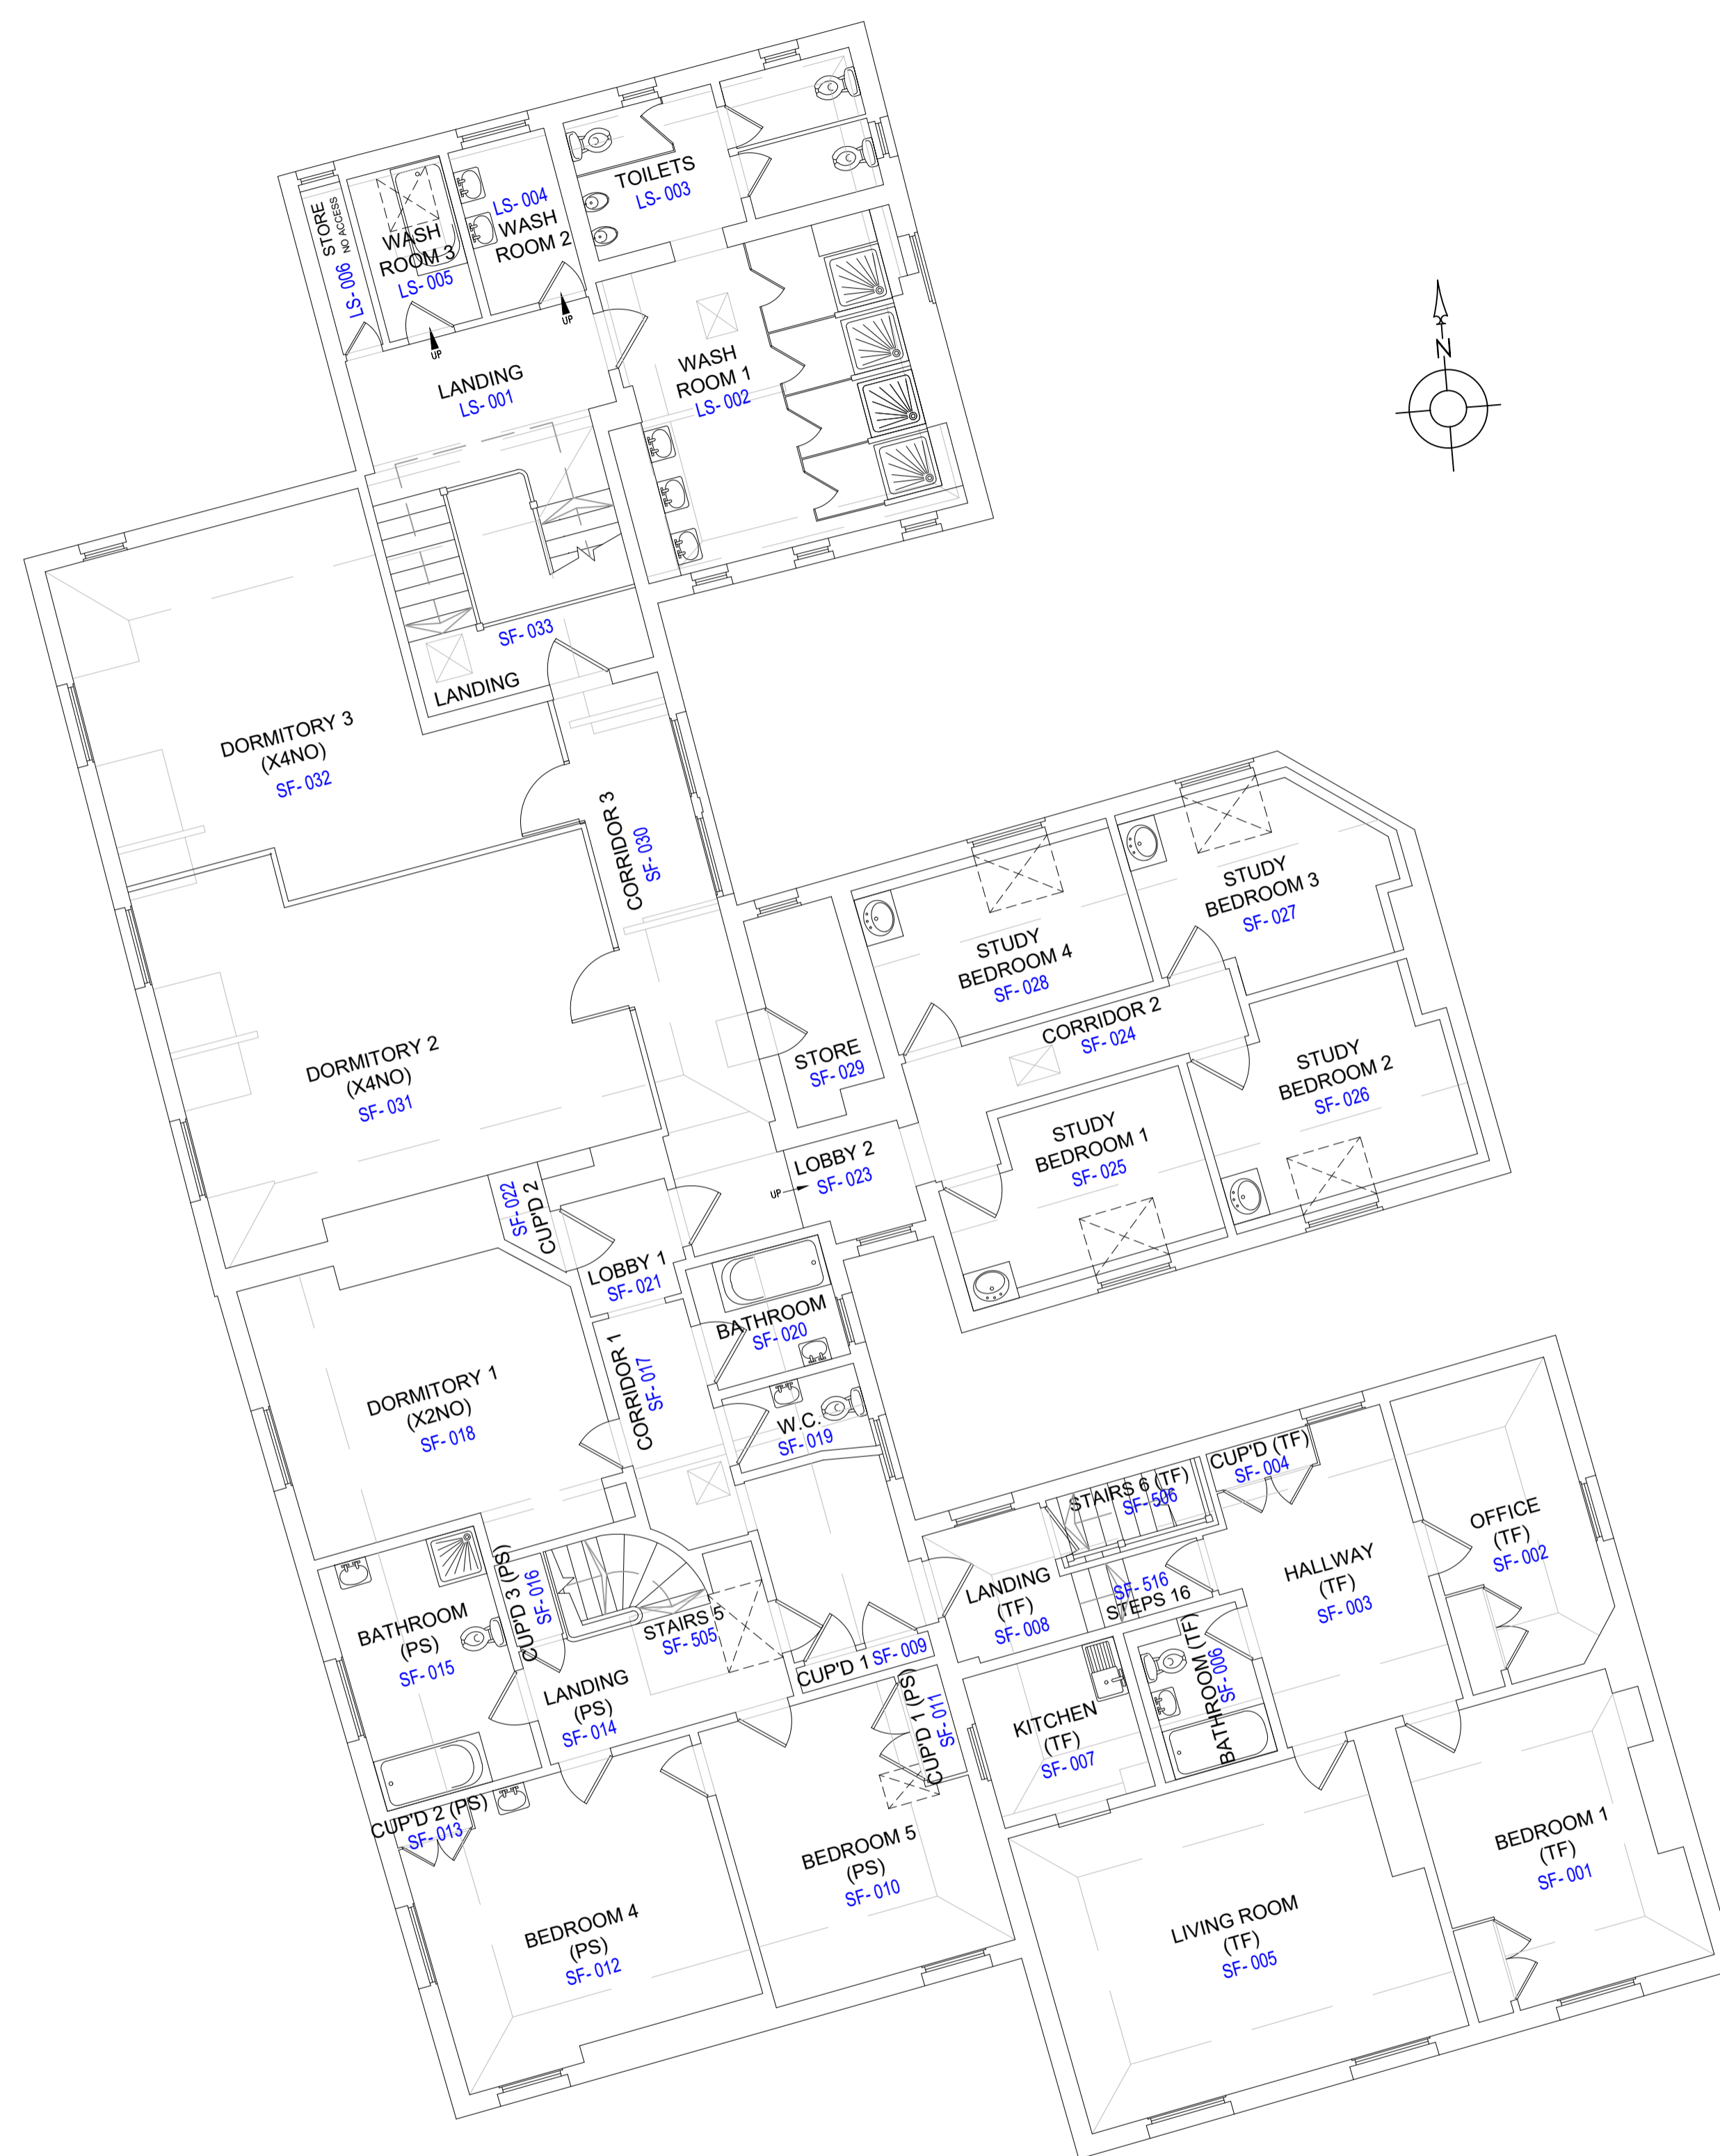 TOILETS
LS-003
STORE
NO ACCESS
LS-006
WASH
ROOM 3
LS-005
LS-004
WASH
ROOM 2
UP
UP
LANDING
LS-001
WASH
ROOM 1
LS-002
N
SF-033
LANDING
DORMITORY 3
(X4NO)
SF-032
CORRIDOR 3
SF-030
STUDY
BEDROOM 3
SF-027
STUDY
BEDROOM 4
SF-028
CORRIDOR 2
SF-024
STORE
SF-029
DORMITORY 2
(X4NO)
SF-031
STUDY
BEDROOM 2
SF-026
STUDY
BEDROOM 1
SF-025
LOBBY 2
SF-023
UP
SF-022
CUP'D 2
LOBBY 1
SF-021
BATHROOM
SF-020
CORRIDOR 1
SF-017
DORMITORY 1
(X2NO)
SF-018
W.C.
SF-019
CUP'D (TF)
SF-004
STAIRS 6 (TF)
SF-506
OFFICE
(TF)
SF-002
HALLWAY
(TF)
SF-003
LANDING
(TF)
SF-008
SF-516
STEPS 16
CUP'D 3 (PS)
SF-016
BATHROOM
(PS)
SF-015
STAIRS 5
SF-505
CUP'D 1
SF-009
LANDING
(PS)
SF-014
CUP'D 1 (PS)
SF-011
KITCHEN
(TF)
SF-007
BATHROOM (TF)
SF-006
CUP'D 2 (PS)
SF-013
BEDROOM 5
(PS)
SF-010
BEDROOM 1
(TF)
SF-001
BEDROOM 4
(PS)
SF-012
LIVING ROOM
(TF)
SF-005